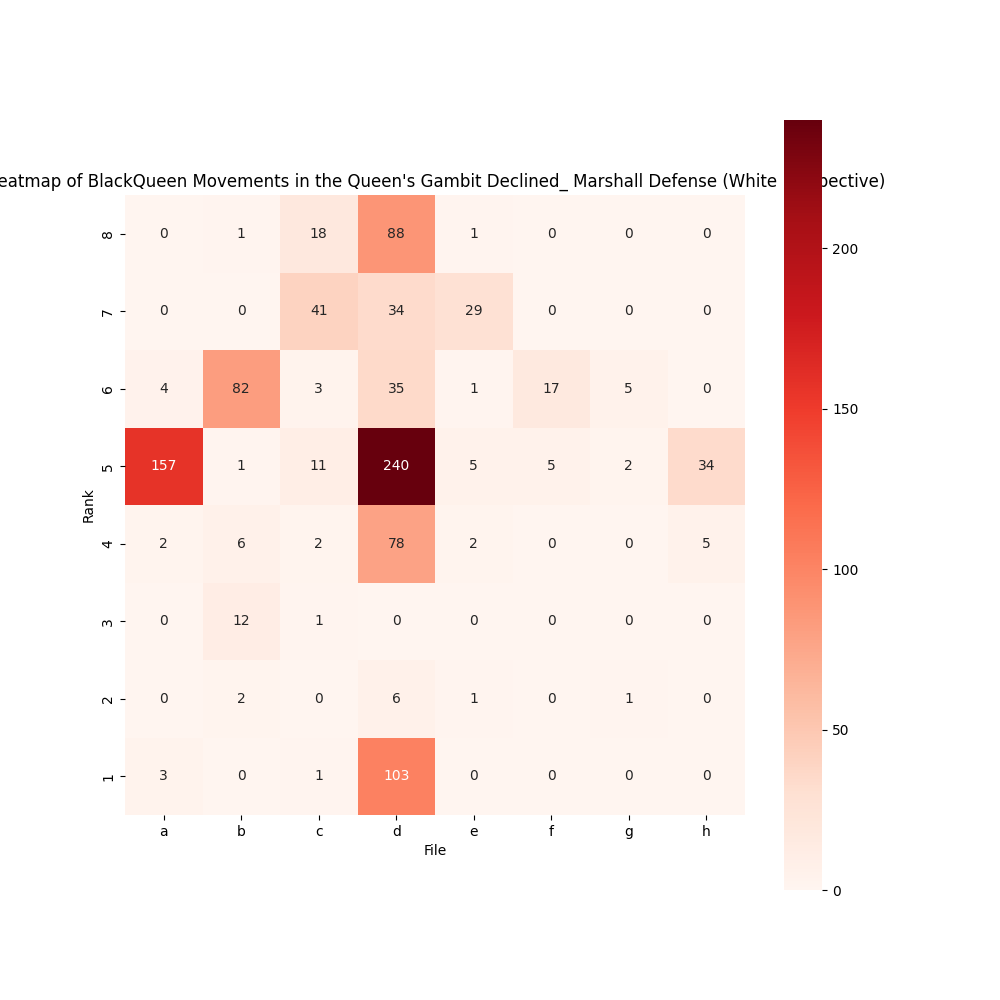 eatmap of BlackQueen Movements in the Queen's Gambit Declined_ Marshall Defense (White pective)
8 0 1 18 88 1 0 0 0
7 0 0 41 34 29 0 0 0
6 4 82 3 35 1 17 5 0
5 157 1 11 240 5 5 2 34
Rank
4 2 6 2 78 2 0 0 5
3 0 12 1 0 0 0 0 0
2 0 2 0 6 1 0 1 0
1 3 0 1 103 0 0 0 0
a b c d e f g h
File
200
150
100
50
0